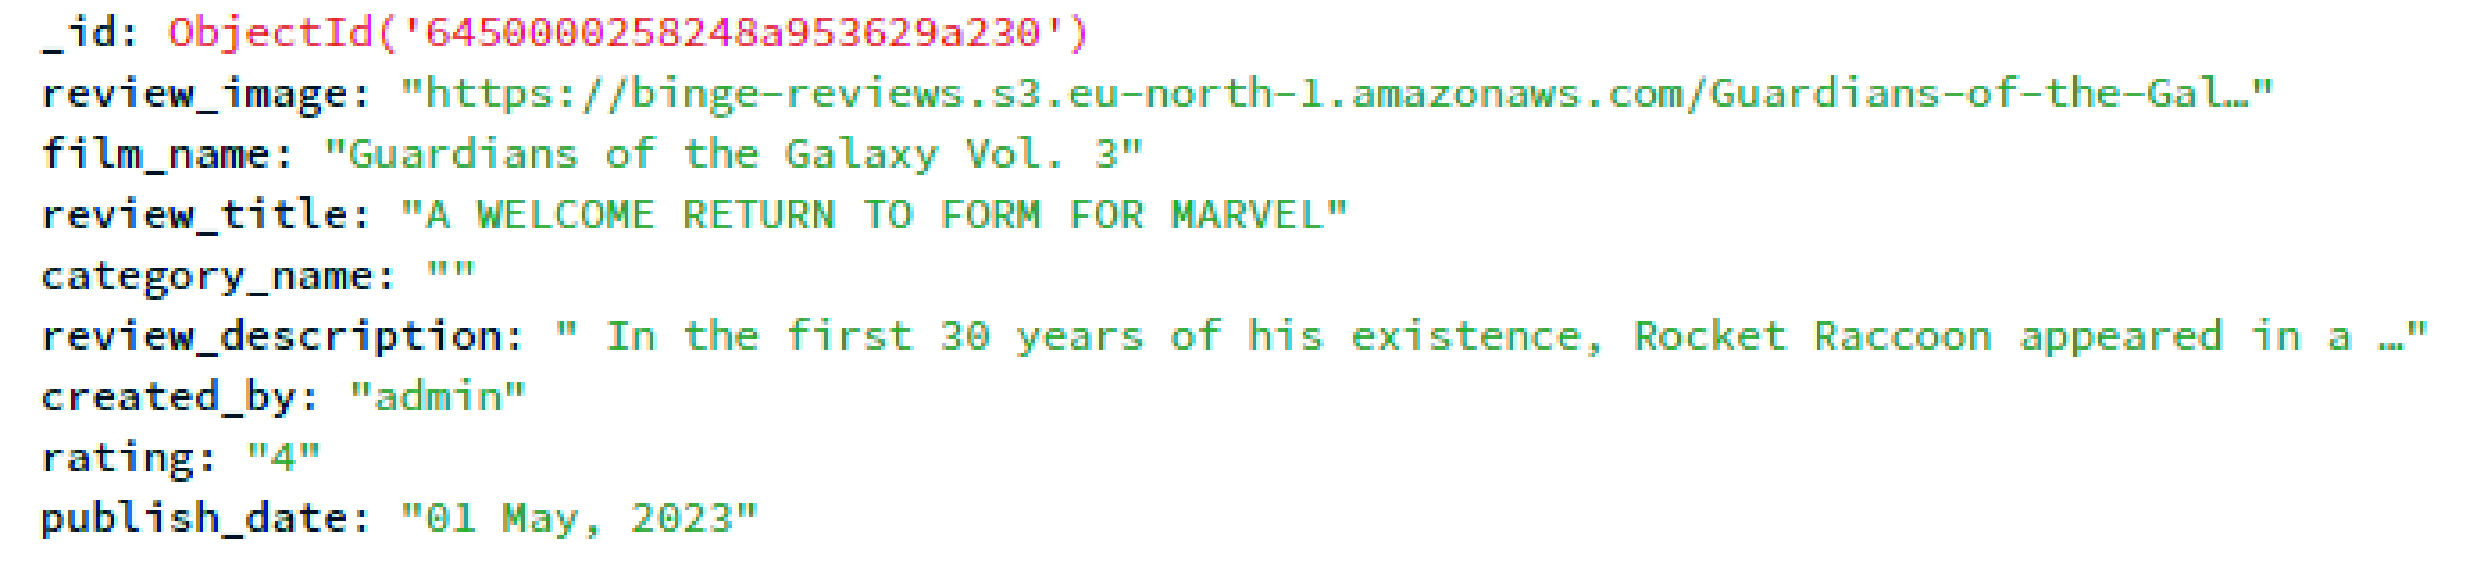 _id: ObjectId('6450000258248a953629a230')
review_image: "https://binge-reviews.s3.eu-north-1.amazonaws.com/Guardians-of-the-Gal…"
film_name: "Guardians of the Galaxy Vol. 3"
review_title: "A WELCOME RETURN TO FORM FOR MARVEL"
category_name: ""
review_description: " In the first 30 years of his existence, Rocket Raccoon appeared in a …"
created_by: "admin"
rating: "4"
publish_date: "01 May, 2023"